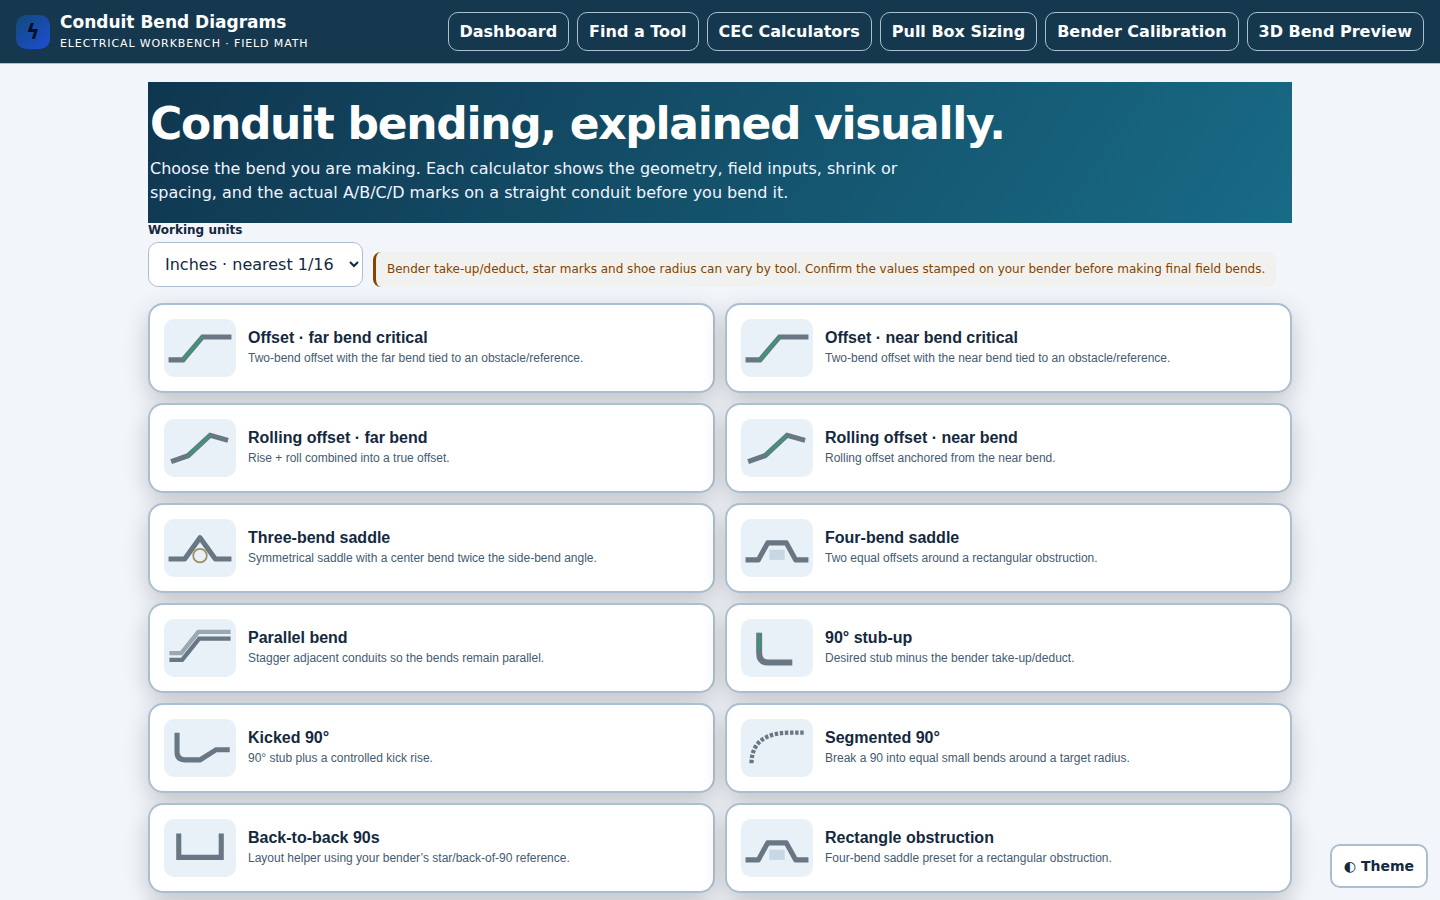 Conduit Bend Diagrams
ELECTRICAL WORKBENCH · FIELD MATH
Dashboard
Find a Tool
CEC Calculators
Pull Box Sizing
Bender Calibration
3D Bend Preview
Conduit bending, explained visually.
Choose the bend you are making. Each calculator shows the geometry, field inputs, shrink or
spacing, and the actual A/B/C/D marks on a straight conduit before you bend it.
Working units
Inches · nearest 1/16
Bender take-up/deduct, star marks and shoe radius can vary by tool. Confirm the values stamped on your bender before making final field bends.
Offset · far bend critical
Two-bend offset with the far bend tied to an obstacle/reference.
Offset · near bend critical
Two-bend offset with the near bend tied to an obstacle/reference.
Rolling offset · far bend
Rise + roll combined into a true offset.
Rolling offset · near bend
Rolling offset anchored from the near bend.
Three-bend saddle
Symmetrical saddle with a center bend twice the side-bend angle.
Four-bend saddle
Two equal offsets around a rectangular obstruction.
Parallel bend
Stagger adjacent conduits so the bends remain parallel.
90° stub-up
Desired stub minus the bender take-up/deduct.
Kicked 90°
90° stub plus a controlled kick rise.
Segmented 90°
Break a 90 into equal small bends around a target radius.
Back-to-back 90s
Layout helper using your bender’s star/back-of-90 reference.
Rectangle obstruction
Four-bend saddle preset for a rectangular obstruction.
◐ Theme